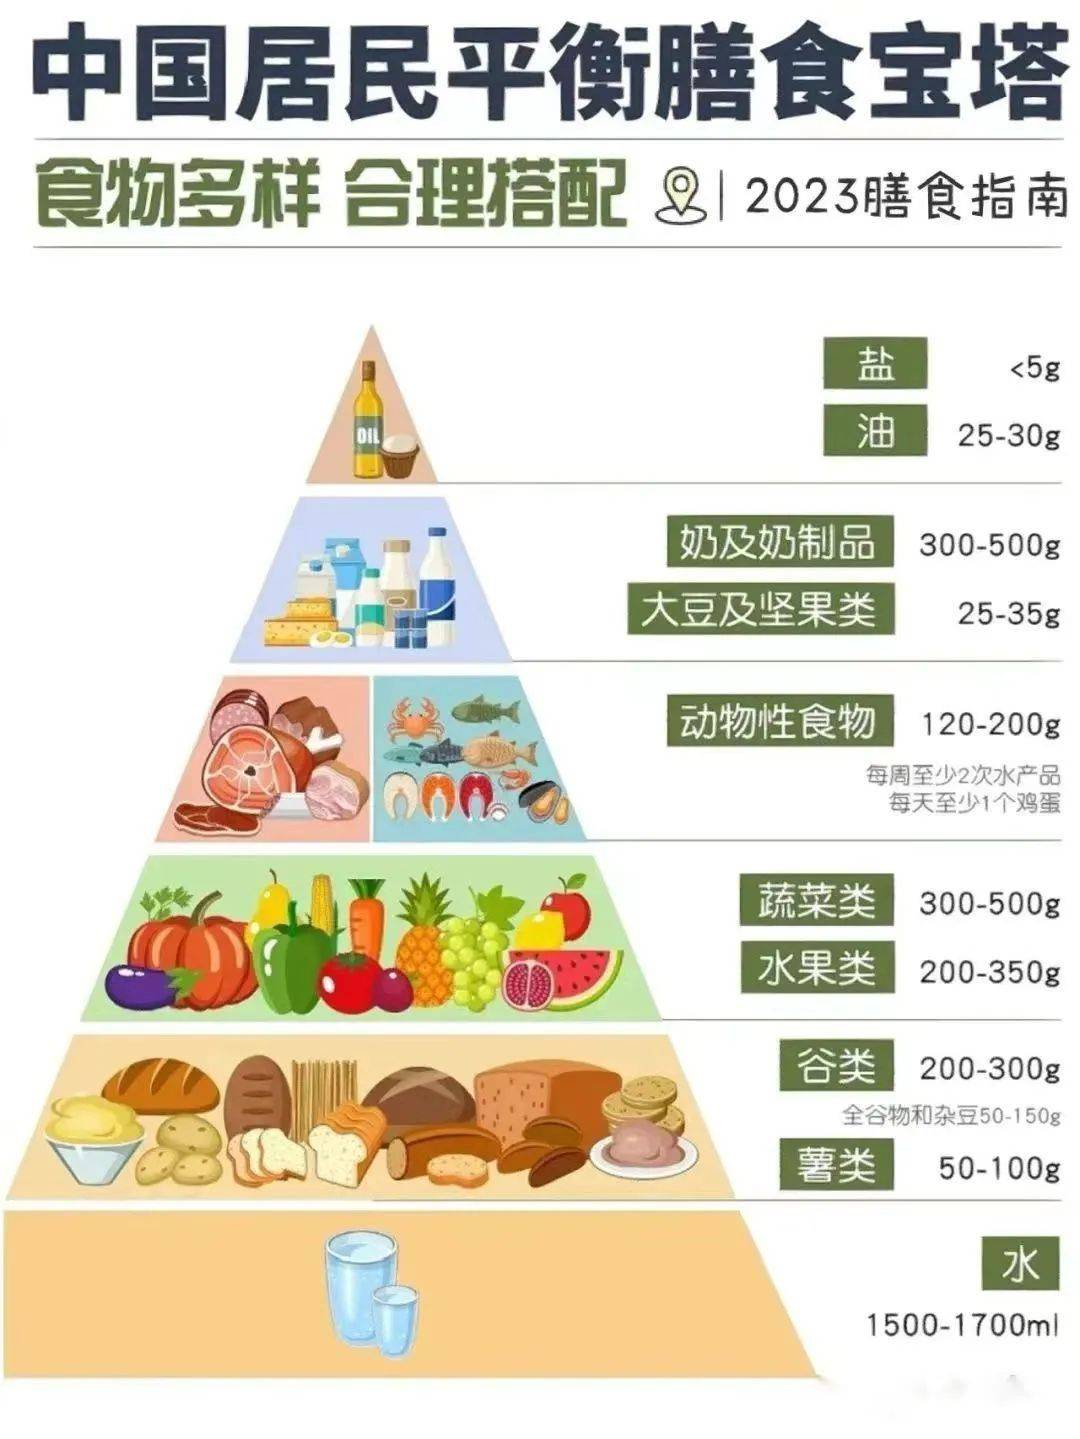 中国居民平衡膳食宝塔
食物多样 合理搭配 | 2023膳食指南
盐 <5g
油 25-30g
OIL
奶及奶制品 300-500g
大豆及坚果类 25-35g
动物性食物 120-200g
每周至少2次水产品
每天至少1个鸡蛋
蔬菜类 300-500g
水果类 200-350g
谷类 200-300g
全谷物和杂豆50-150g
薯类 50-100g
水
1500-1700ml